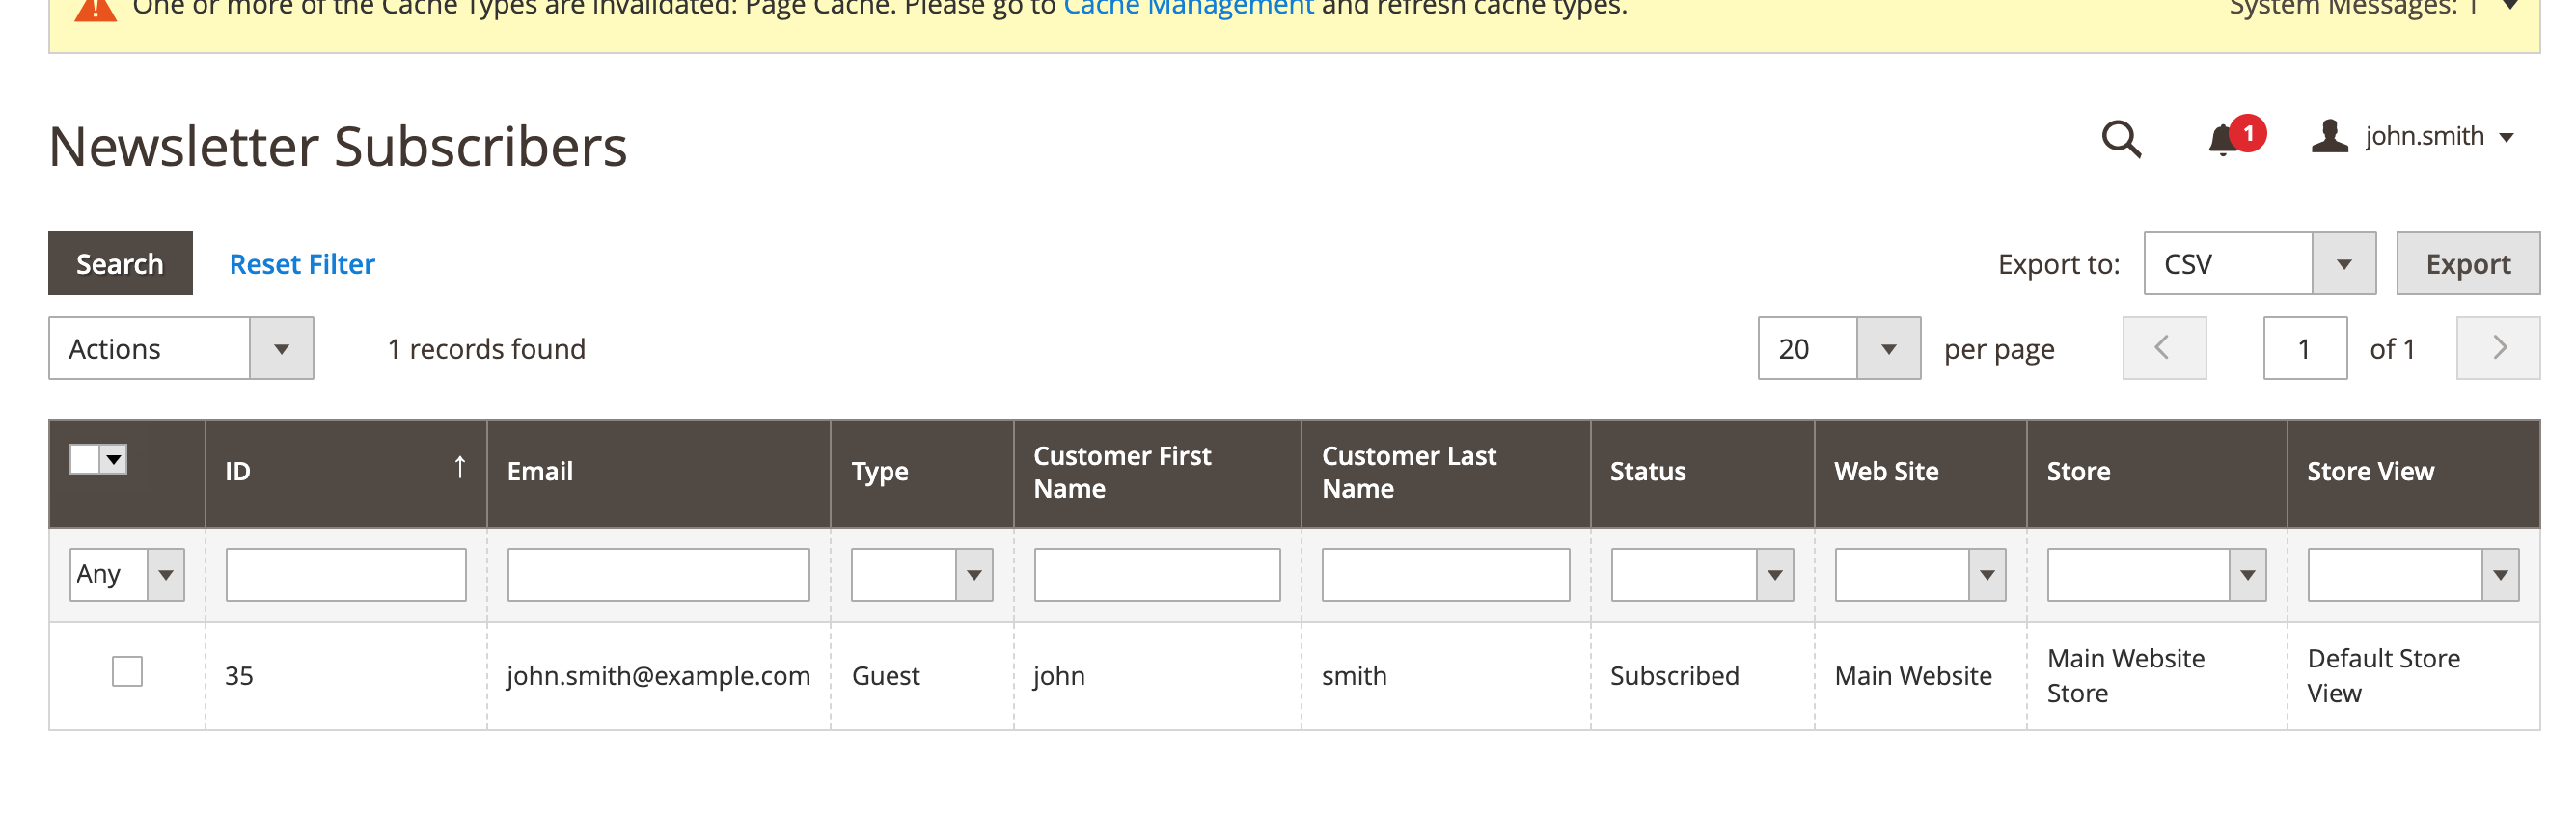 One or more of the Cache Types are invalidated: Page Cache. Please go to Cache Management and refresh cache types.
System Messages: 1
Newsletter Subscribers
1
john.smith
Search
Reset Filter
Export to:
CSV
Export
Actions
1 records found
20
per page
1
of 1
ID
Email
Type
Customer First
Name
Customer Last
Name
Status
Web Site
Store
Store View
Any
35
john.smith@example.com
Guest
john
smith
Subscribed
Main Website
Main Website
Store
Default Store
View